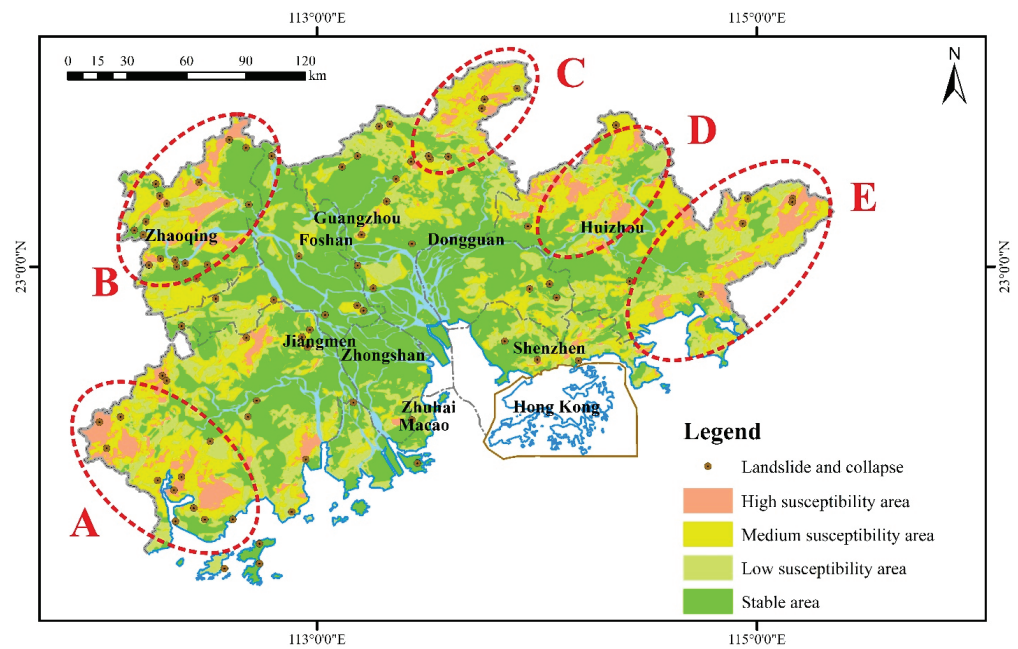 113°0'0"E 115°0'0"E
0 15 30 60 90 120
km
N
C
D
E
Guangzhou
Zhaoqing Foshan Dongguan Huizhou
23°0'0"N 23°0'0"N
B
Jiangmen Shenzhen
Zhongshan
Zhuhai Hong Kong
Macao
A
Legend
Landslide and collapse
High susceptibility area
Medium susceptibility area
Low susceptibility area
Stable area
113°0'0"E 115°0'0"E